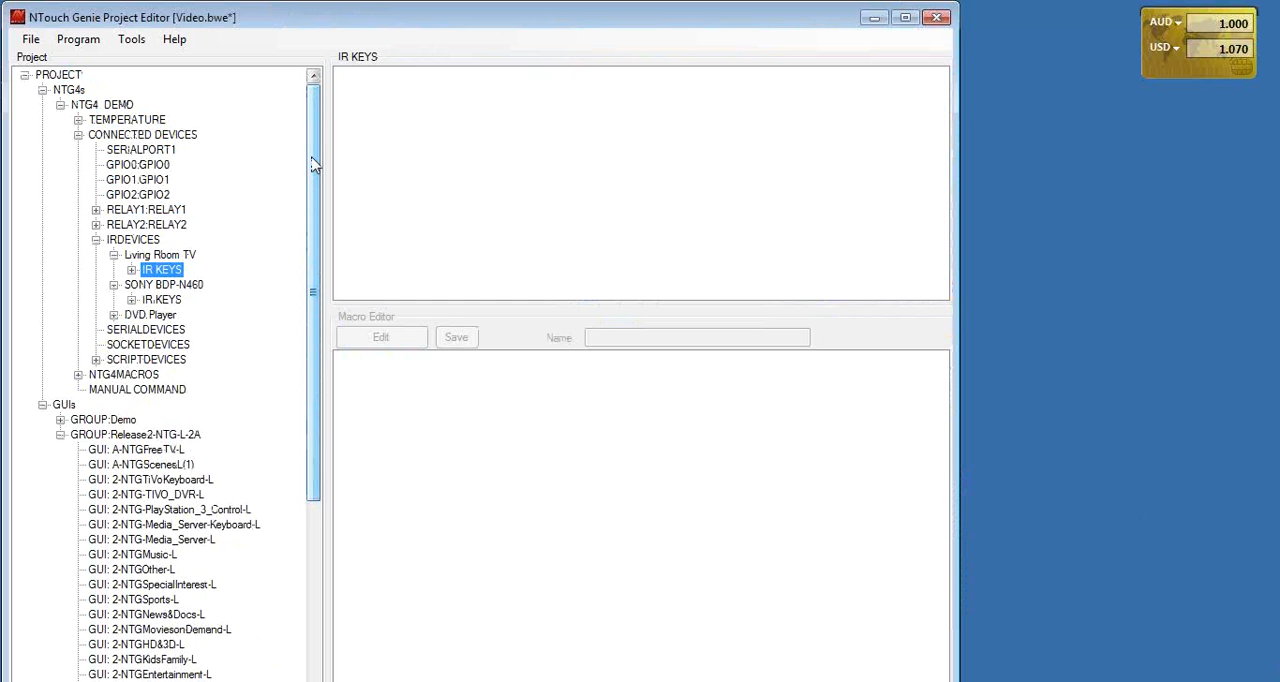 NTouch Genie Project Editor [Video.bwe*]
File Program Tools Help
Project
PROJECT
NTG4s
NTG4 DEMO
TEMPERATURE
CONNECTED DEVICES
SERIALPORT1
GPIO0:GPIO0
GPIO1:GPIO1
GPIO2:GPIO2
RELAY1:RELAY1
RELAY2:RELAY2
IRDEVICES
Living Room TV
IR KEYS
SONY BDP-N460
IR KEYS
DVD Player
SERIALDEVICES
SOCKETDEVICES
SCRIPTDEVICES
NTG4MACROS
MANUAL COMMAND
GUIs
GROUP:Demo
GROUP:Release2-NTG-L-2A
GUI: A-NTGFreeTV-L
GUI: A-NTGScenesL(1)
GUI: 2-NTGTiVoKeyboard-L
GUI: 2-NTG-TIVO_DVR-L
GUI: 2-NTG-PlayStation_3_Control-L
GUI: 2-NTG-Media_Server-Keyboard-L
GUI: 2-NTG-Media_Server-L
GUI: 2-NTGMusic-L
GUI: 2-NTGOther-L
GUI: 2-NTGSpecialInterest-L
GUI: 2-NTGSports-L
GUI: 2-NTGNews&Docs-L
GUI: 2-NTGMoviesonDemand-L
GUI: 2-NTGHD&3D-L
GUI: 2-NTGKidsFamily-L
GUI: 2-NTGEntertainment-L
IR KEYS
Macro Editor
Edit Save Name
AUD 1.000
USD 1.070